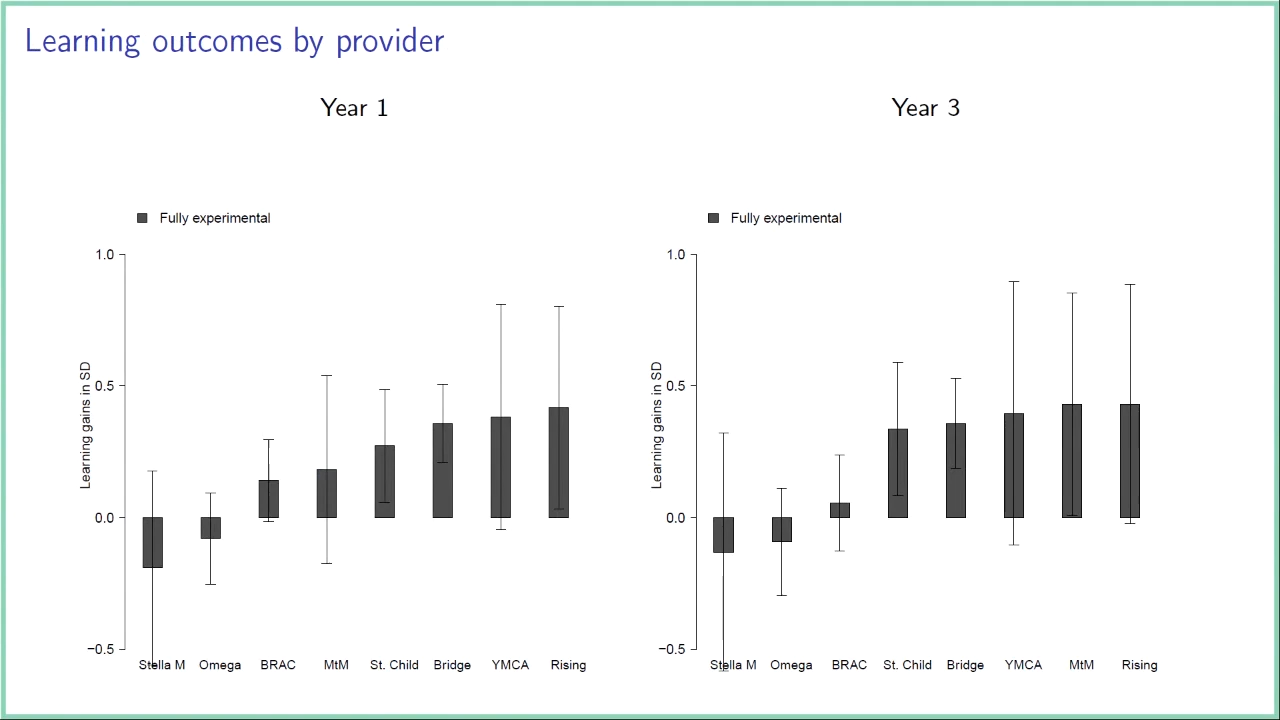 Learning outcomes by provider
Year 1
Fully experimental
1.0
0.5
0.0
−0.5
Learning gains in SD
Stella M Omega BRAC MtM St. Child Bridge YMCA Rising
Year 3
Fully experimental
1.0
0.5
0.0
−0.5
Learning gains in SD
Stella M Omega BRAC St. Child Bridge YMCA MtM Rising